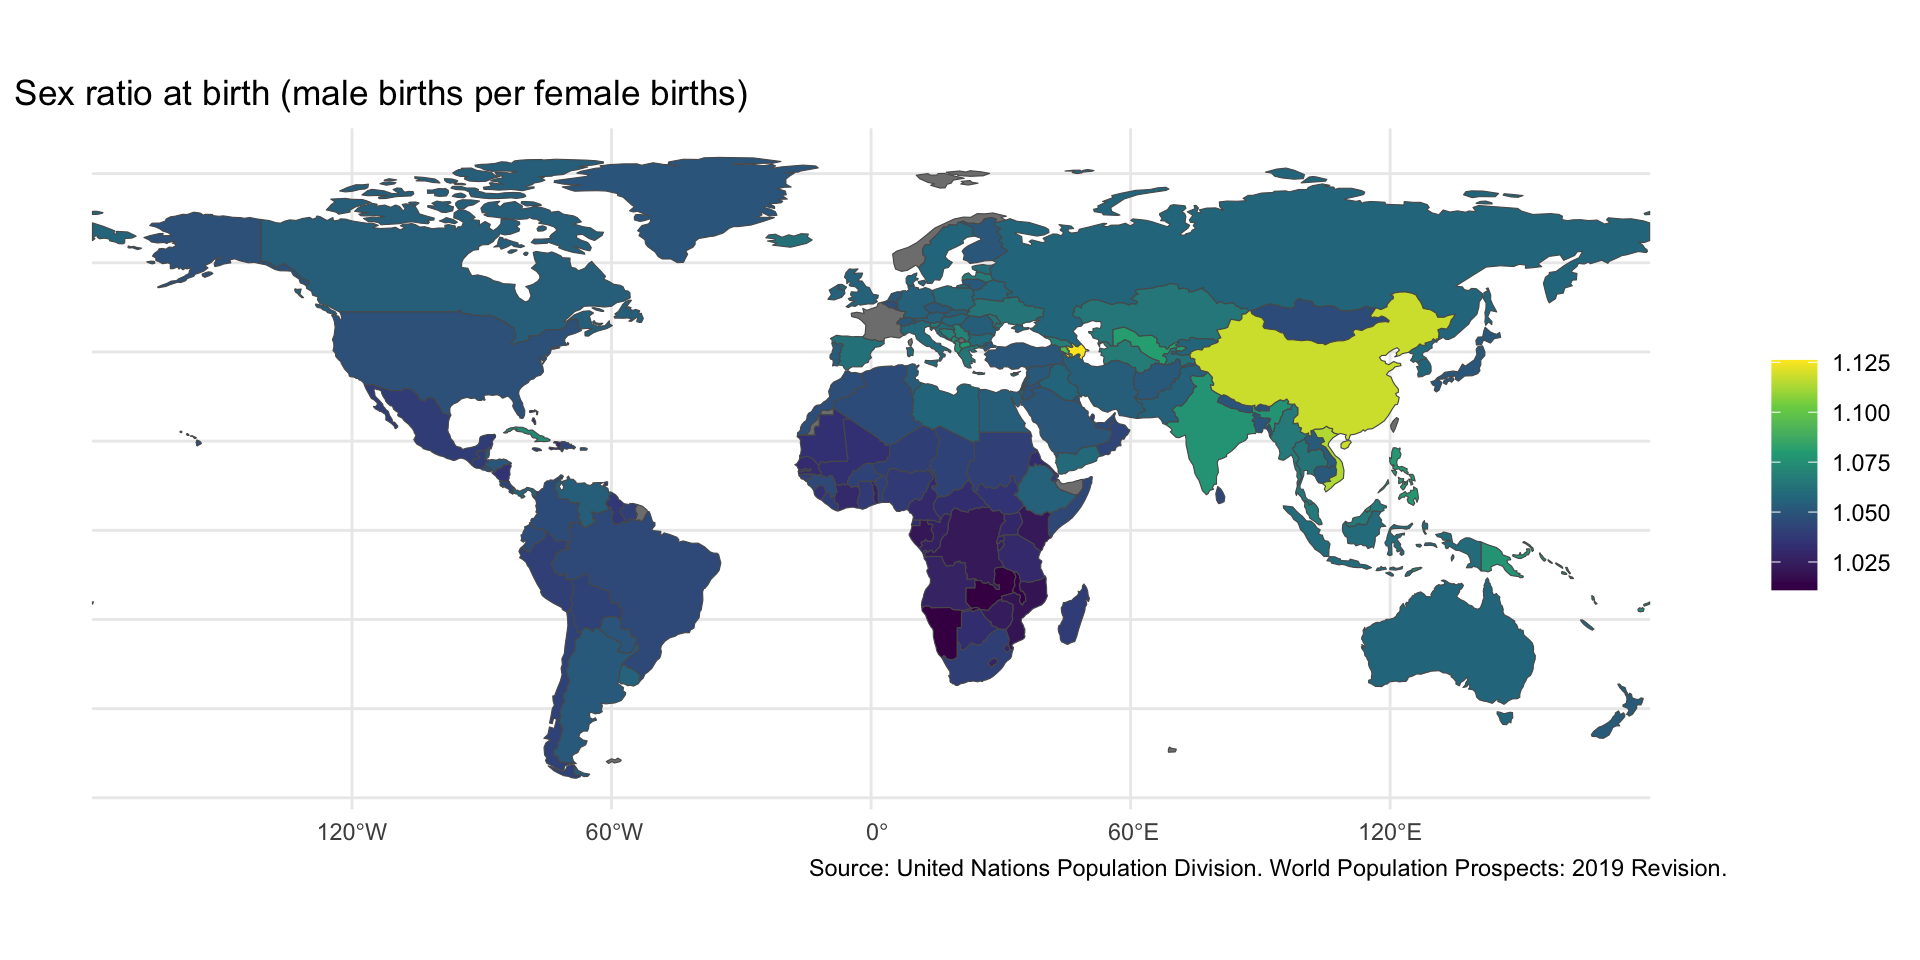 Sex ratio at birth (male births per female births)
1.125
1.100
1.075
1.050
1.025
120°W
60°W
0°
60°E
120°E
Source: United Nations Population Division. World Population Prospects: 2019 Revision.